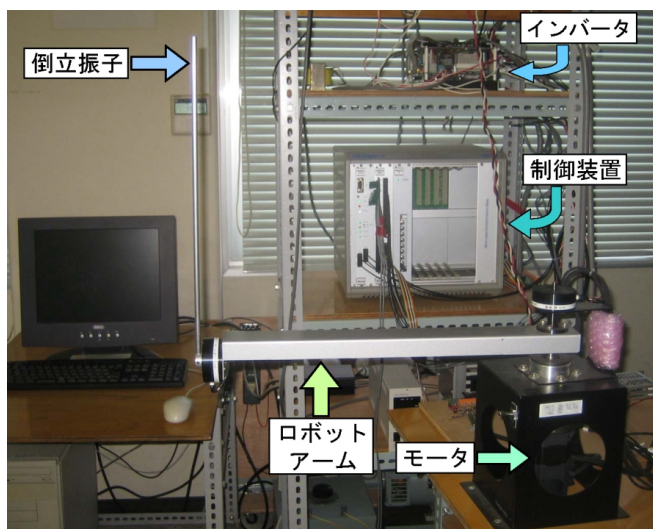 インバータ
倒立振子
制御装置
ロボット
アーム
モータ